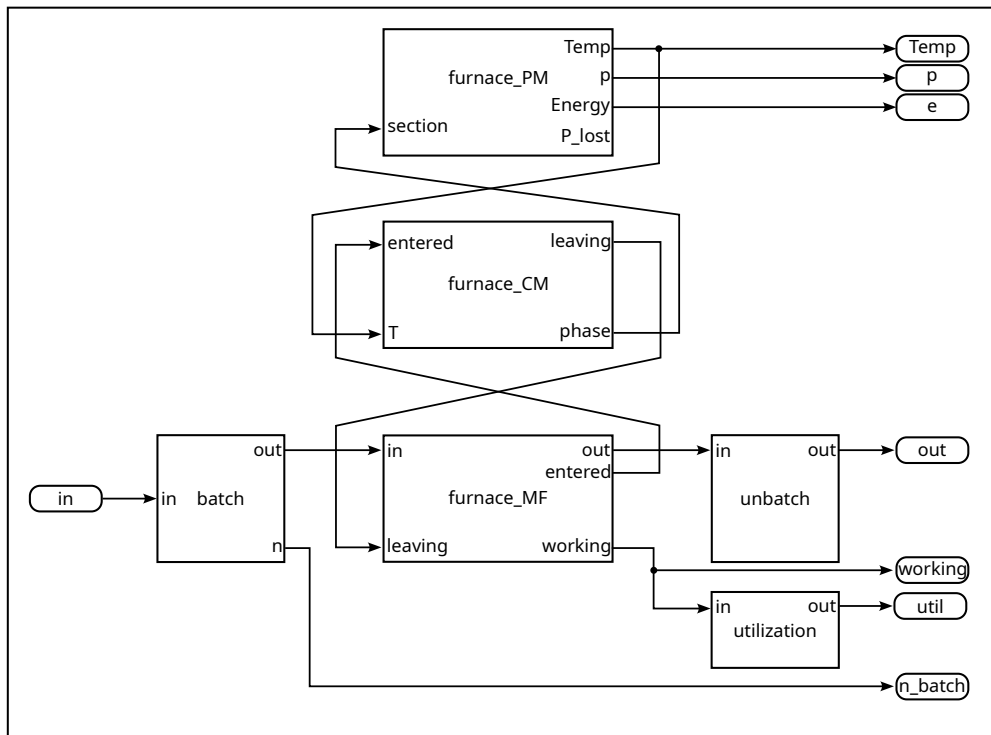 Temp
Temp
furnace_PM
p
p
Energy
e
section
P_lost
entered
leaving
furnace_CM
T
phase
out
in
out
in
out
out
entered
in
in
batch
furnace_MF
unbatch
n
leaving
working
working
in
out
util
utilization
n_batch